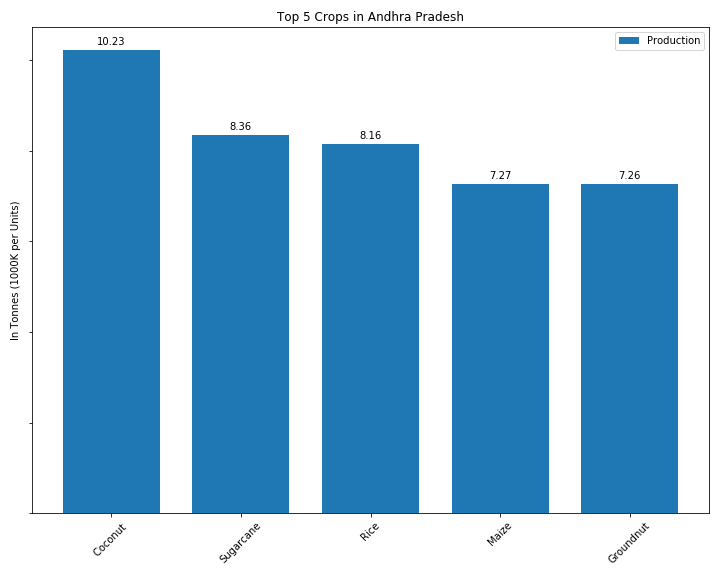 Top 5 Crops in Andhra Pradesh
Production
10.23
8.36
8.16
7.27
7.26
In Tonnes (1000K per Units)
Coconut
Sugarcane
Rice
Maize
Groundnut